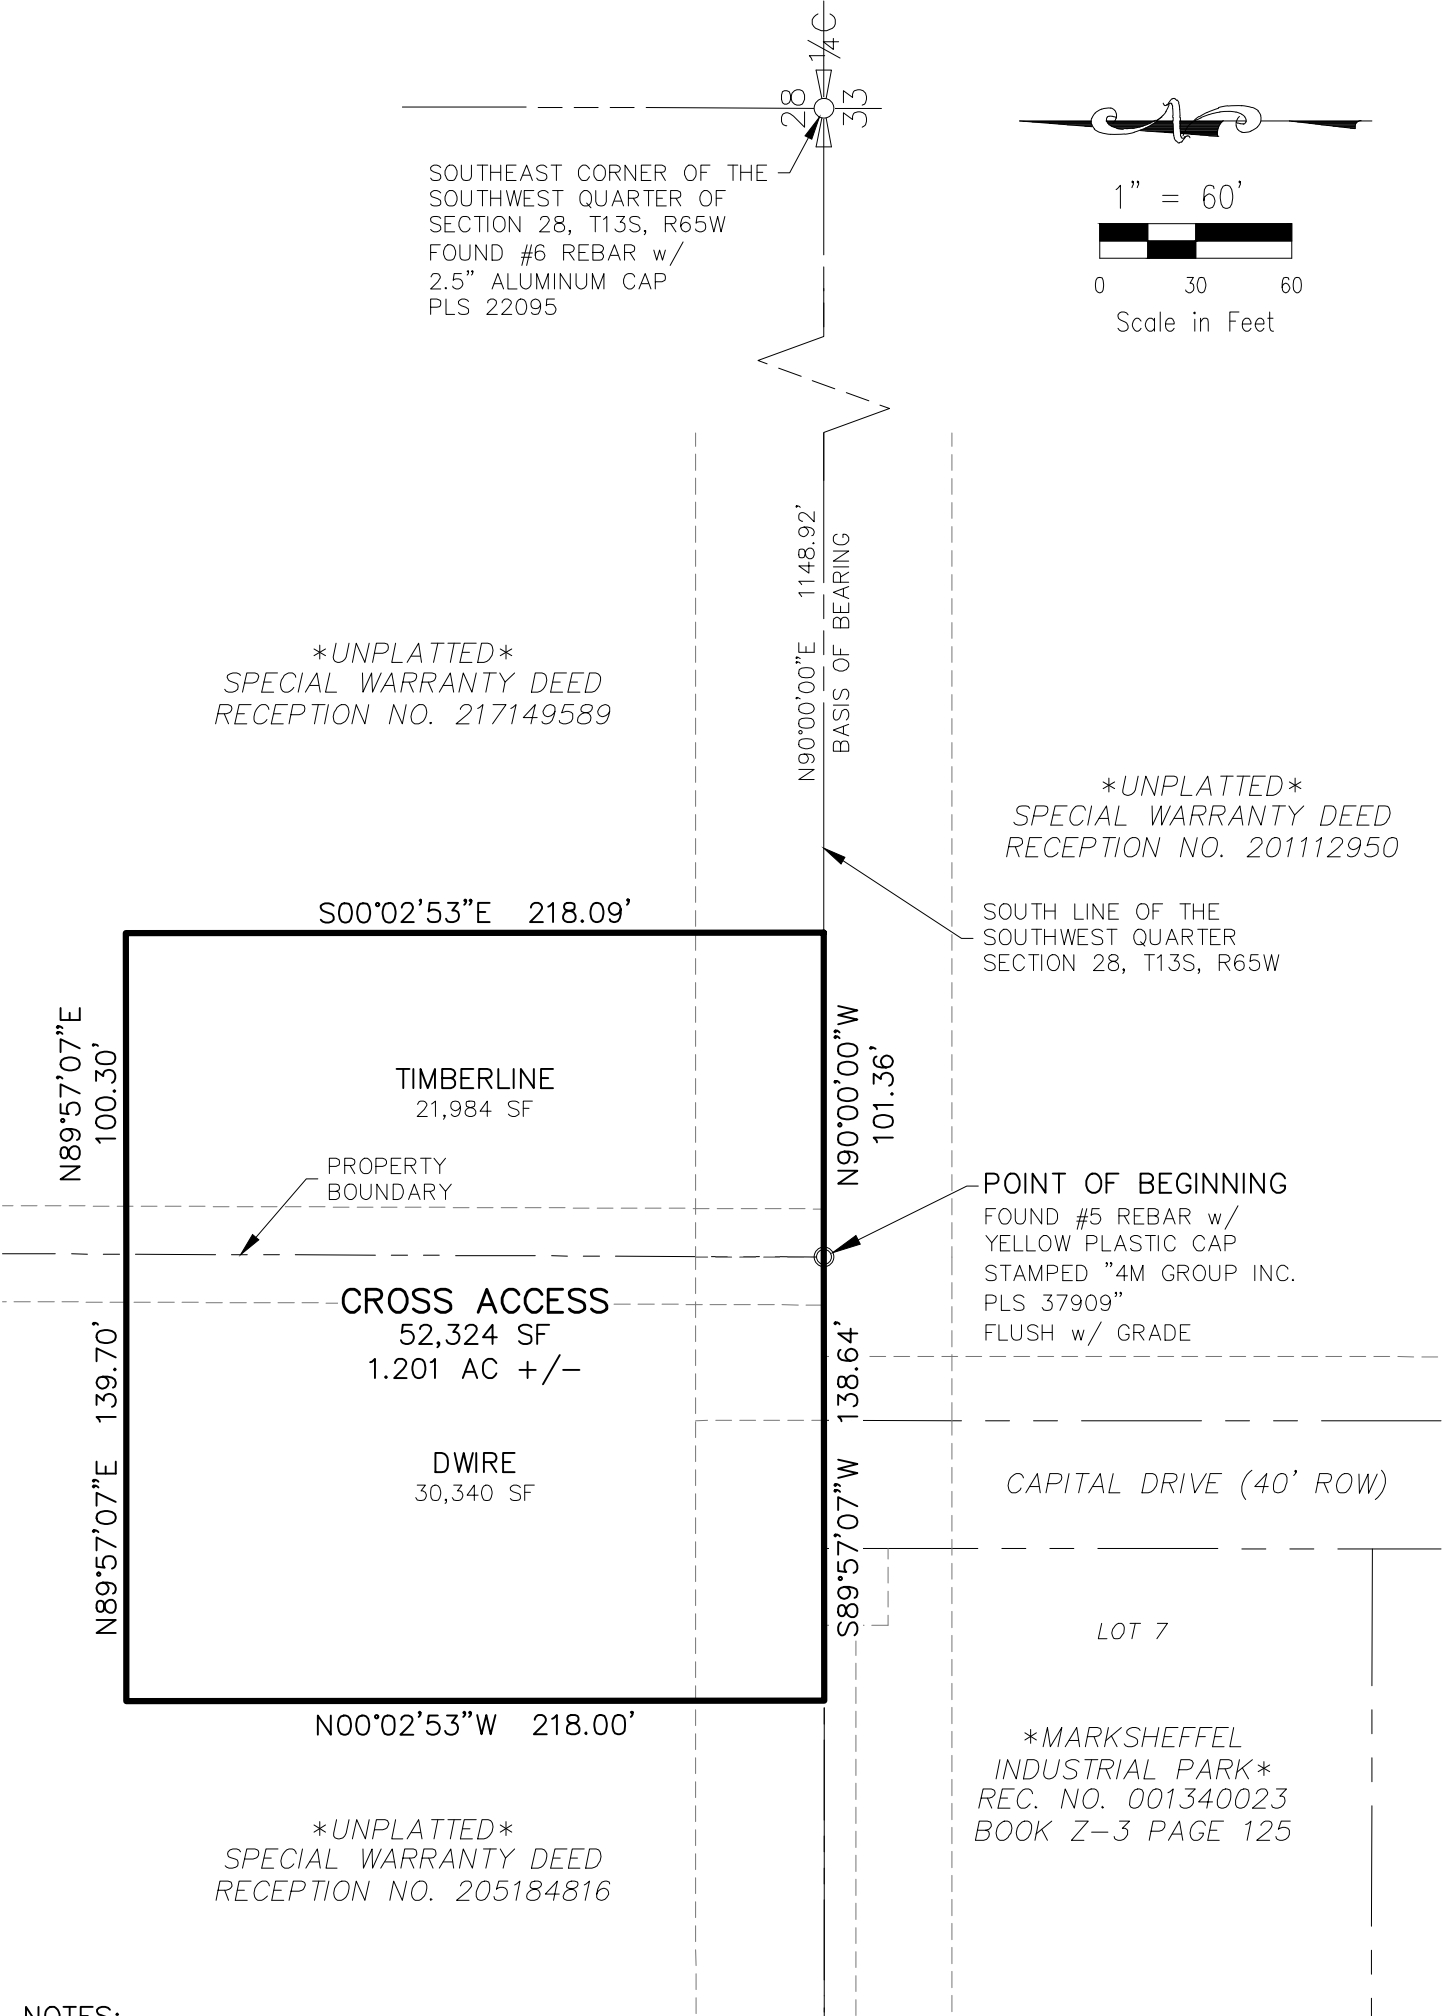 ¼C
28
33
SOUTHEAST CORNER OF THE
SOUTHWEST QUARTER OF
SECTION 28, T13S, R65W
FOUND #6 REBAR w/
2.5" ALUMINUM CAP
PLS 22095
N
1" = 60'
0 30 60
Scale in Feet
N90°00'00"E 1148.92'
BASIS OF BEARING
*UNPLATTED*
SPECIAL WARRANTY DEED
RECEPTION NO. 217149589
*UNPLATTED*
SPECIAL WARRANTY DEED
RECEPTION NO. 201112950
SOUTH LINE OF THE
SOUTHWEST QUARTER
SECTION 28, T13S, R65W
S00°02'53"E 218.09'
N89°57'07"E
100.30'
TIMBERLINE
21,984 SF
N90°00'00"W
101.36'
PROPERTY
BOUNDARY
POINT OF BEGINNING
FOUND #5 REBAR w/
YELLOW PLASTIC CAP
STAMPED "4M GROUP INC.
PLS 37909"
FLUSH w/ GRADE
CROSS ACCESS
52,324 SF
1.201 AC +/-
N89°57'07"E 139.70'
S89°57'07"W 138.64'
DWIRE
30,340 SF
CAPITAL DRIVE (40' ROW)
LOT 7
N00°02'53"W 218.00'
*MARKSHEFFEL
INDUSTRIAL PARK*
REC. NO. 001340023
BOOK Z-3 PAGE 125
*UNPLATTED*
SPECIAL WARRANTY DEED
RECEPTION NO. 205184816
NOTES: